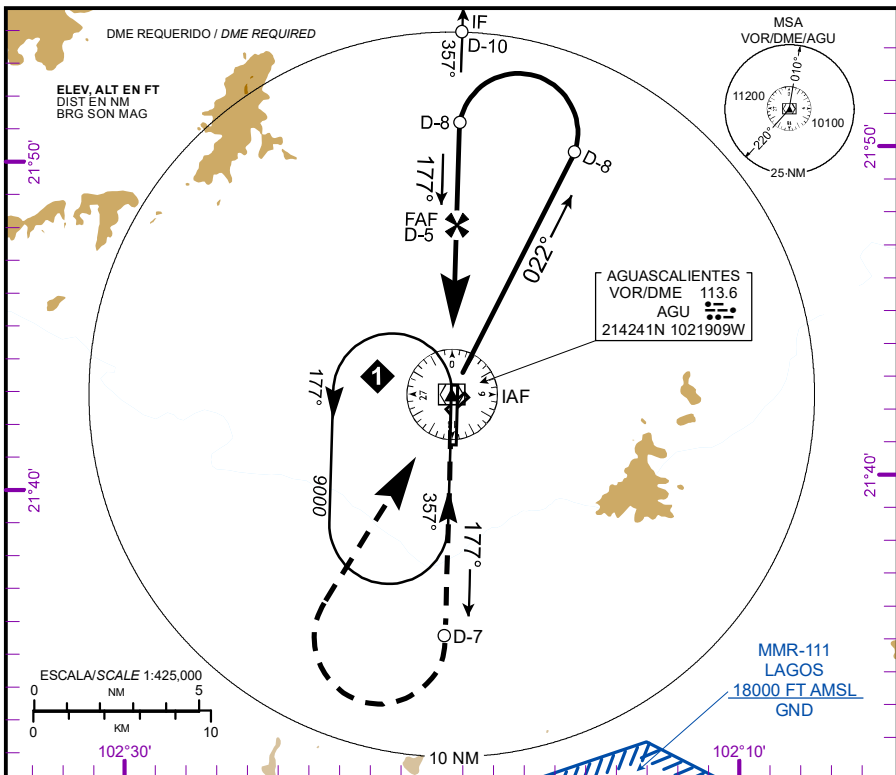 DME REQUERIDO / DME REQUIRED
ELEV, ALT EN FT
DIST EN NM
BRG SON MAG
IF
D-10
357°
MSA
VOR/DME/AGU
010°
11200
10100
220°
25 NM
D-8
D-8
177°
FAF
D-5
022°
21°50'
21°50'
AGUASCALIENTES
VOR/DME 113.6
AGU
214241N 1021909W
1
177°
0
9
27
IAF
9000
357°
177°
21°40'
21°40'
D-7
MMR-111
LAGOS
18000 FT AMSL
GND
ESCALA/SCALE 1:425,000
0 NM 5
0 KM 10
10 NM
102°30'
102°10'